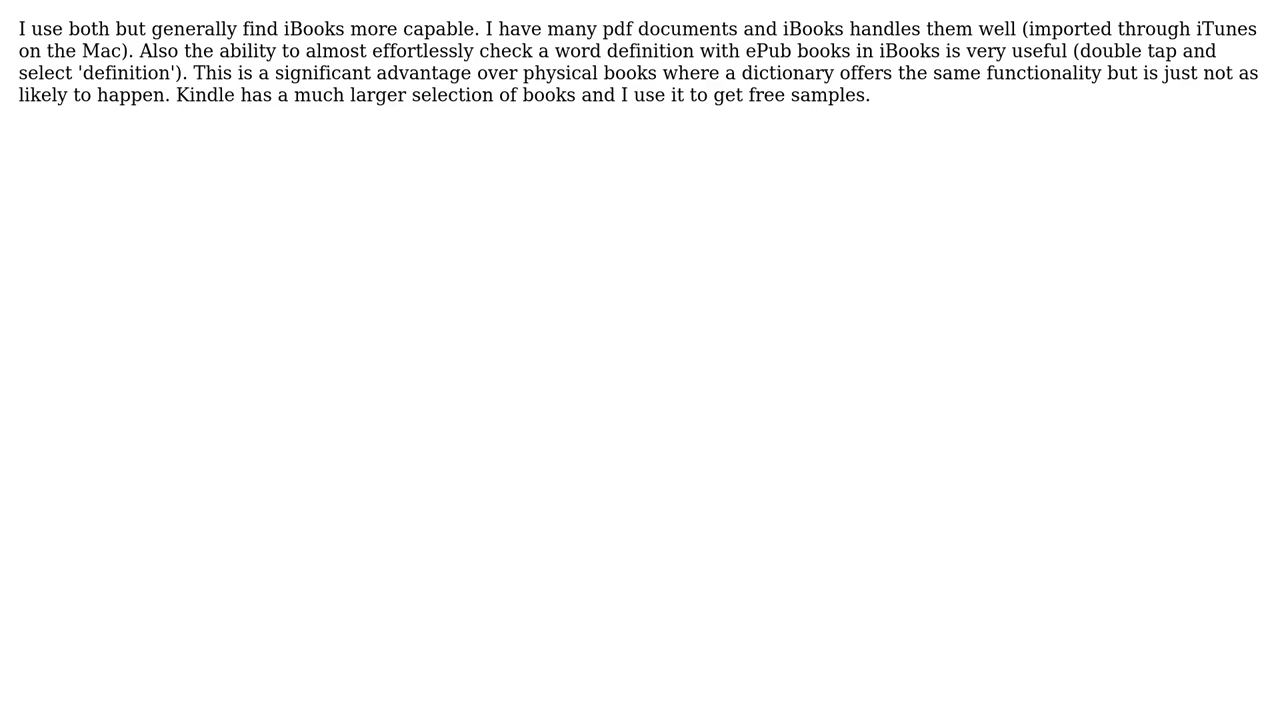 I use both but generally find iBooks more capable. I have many pdf documents and iBooks handles them well (imported through iTunes
on the Mac). Also the ability to almost effortlessly check a word definition with ePub books in iBooks is very useful (double tap and
select 'definition'). This is a significant advantage over physical books where a dictionary offers the same functionality but is just not as
likely to happen. Kindle has a much larger selection of books and I use it to get free samples.